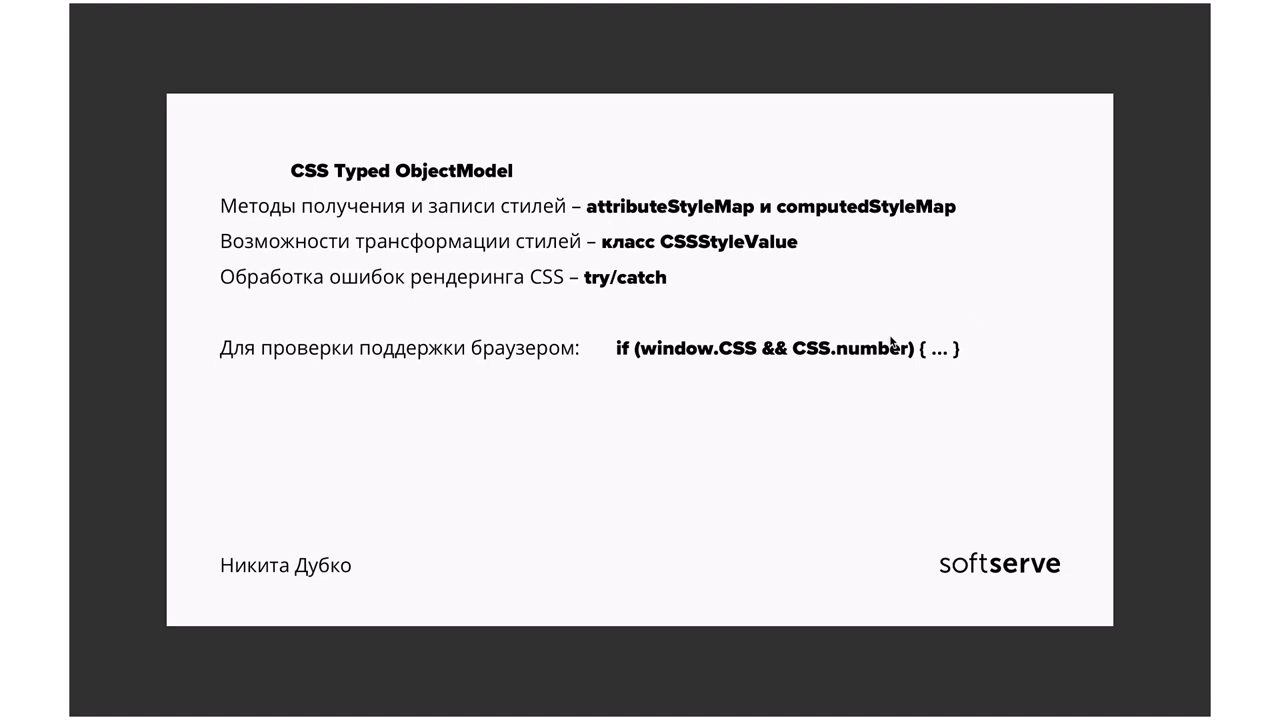 CSS Typed ObjectModel
Методы получения и записи стилей – attributeStyleMap и computedStyleMap
Возможности трансформации стилей – класс CSSStyleValue
Обработка ошибок рендеринга CSS – try/catch
Для проверки поддержки браузером: if (window.CSS && CSS.number) { ... }
Никита Дубко
softserve